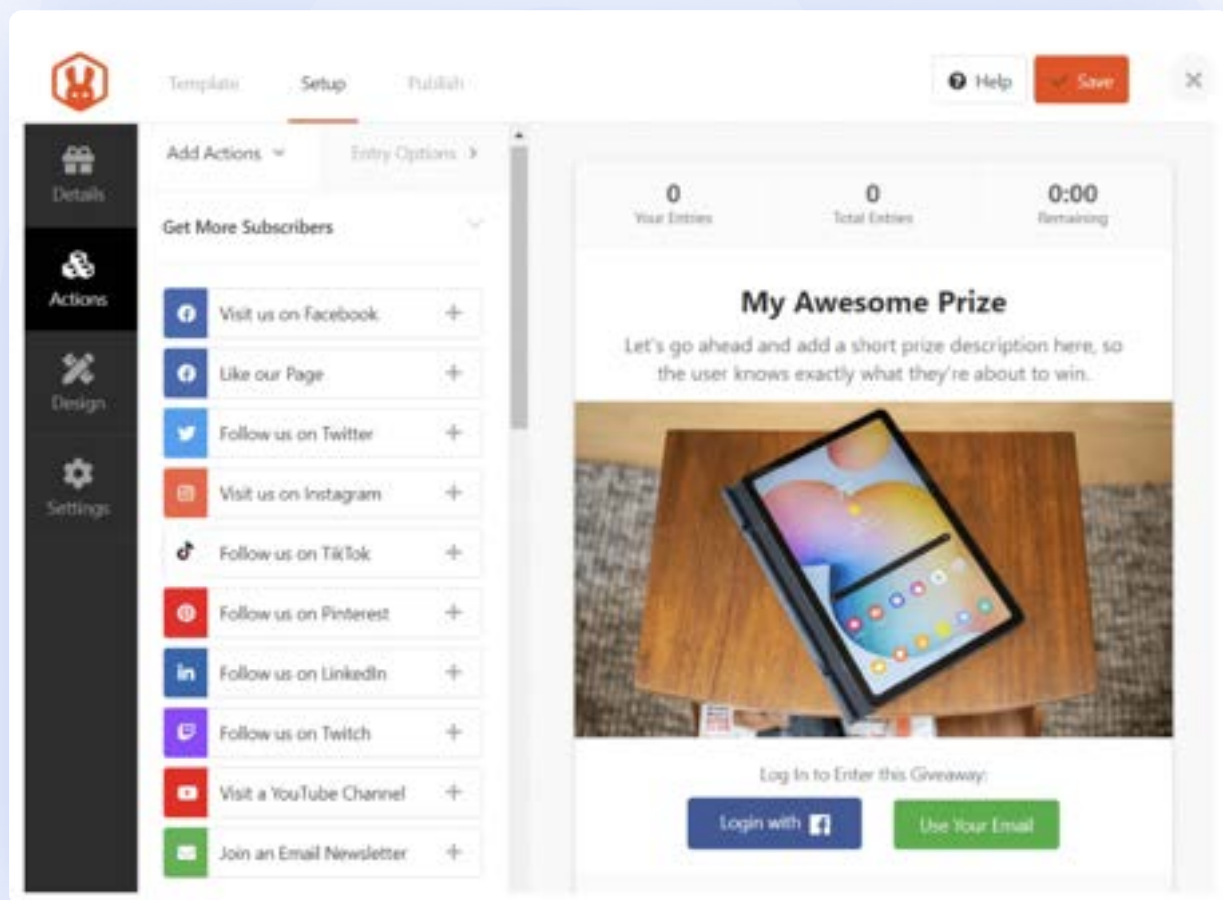 Template Setup Publish
Help Save
Details
Actions
Design
Settings
Add Actions Entry Options
Get More Subscribers
Visit us on Facebook
Like our Page
Follow us on Twitter
Visit us on Instagram
Follow us on TikTok
Follow us on Pinterest
Follow us on LinkedIn
Follow us on Twitch
Visit a YouTube Channel
Join an Email Newsletter
0 0 0:00
Your Entries Total Entries Remaining
My Awesome Prize
Let's go ahead and add a short prize description here, so
the user knows exactly what they're about to win.
Log In to Enter this Giveaway:
Login with Use Your Email